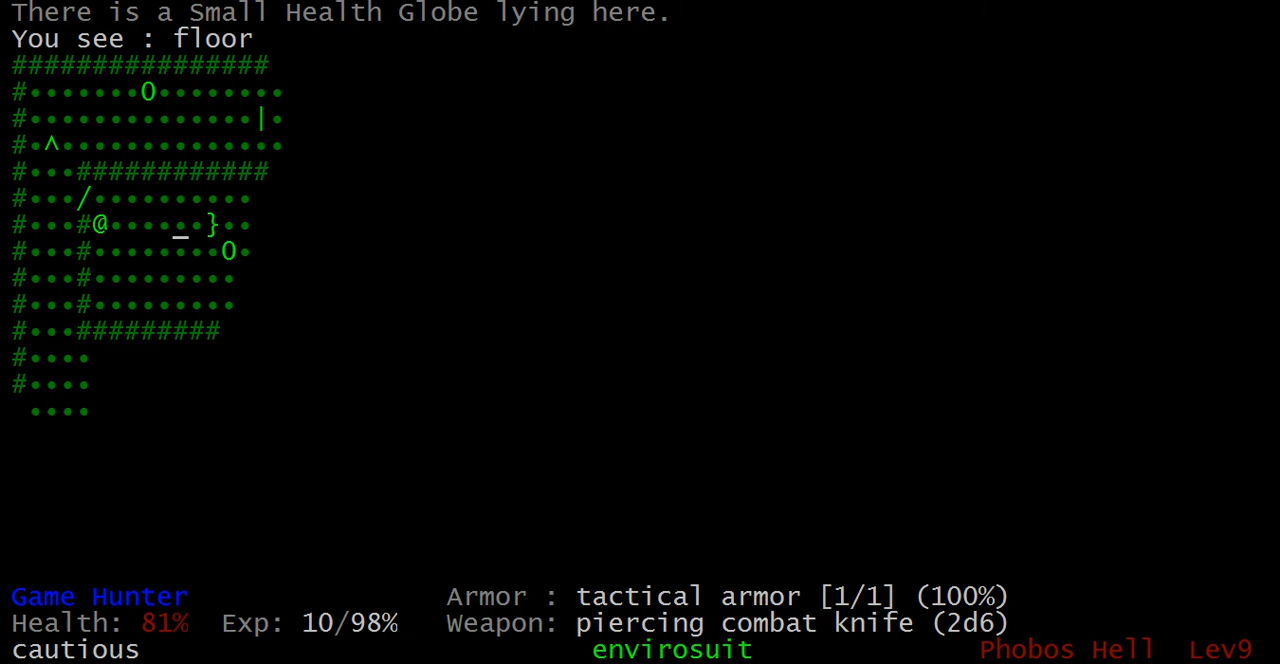 There is a Small Health Globe lying here.
You see : floor
################
#•••••••O••••••••
#••••••••••••••|•
#•^••••••••••••••
#•••############
#•••/••••••••••
#•••#@••••••}••
#•••#••••••••O•
#•••#•••••••••
#•••#•••••••••
#•••#########
#••••
#••••
 ••••
Game Hunter Armor : tactical armor [1/1] (100%)
Health: 81% Exp: 10/98% Weapon: piercing combat knife (2d6)
cautious envirosuit Phobos Hell Lev9